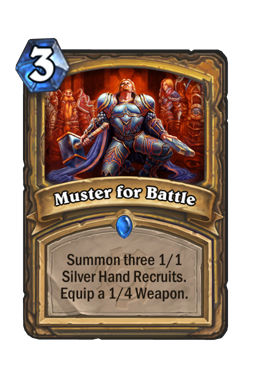 3
Muster for Battle
Summon three 1/1
Silver Hand Recruits.
Equip a 1/4 Weapon.